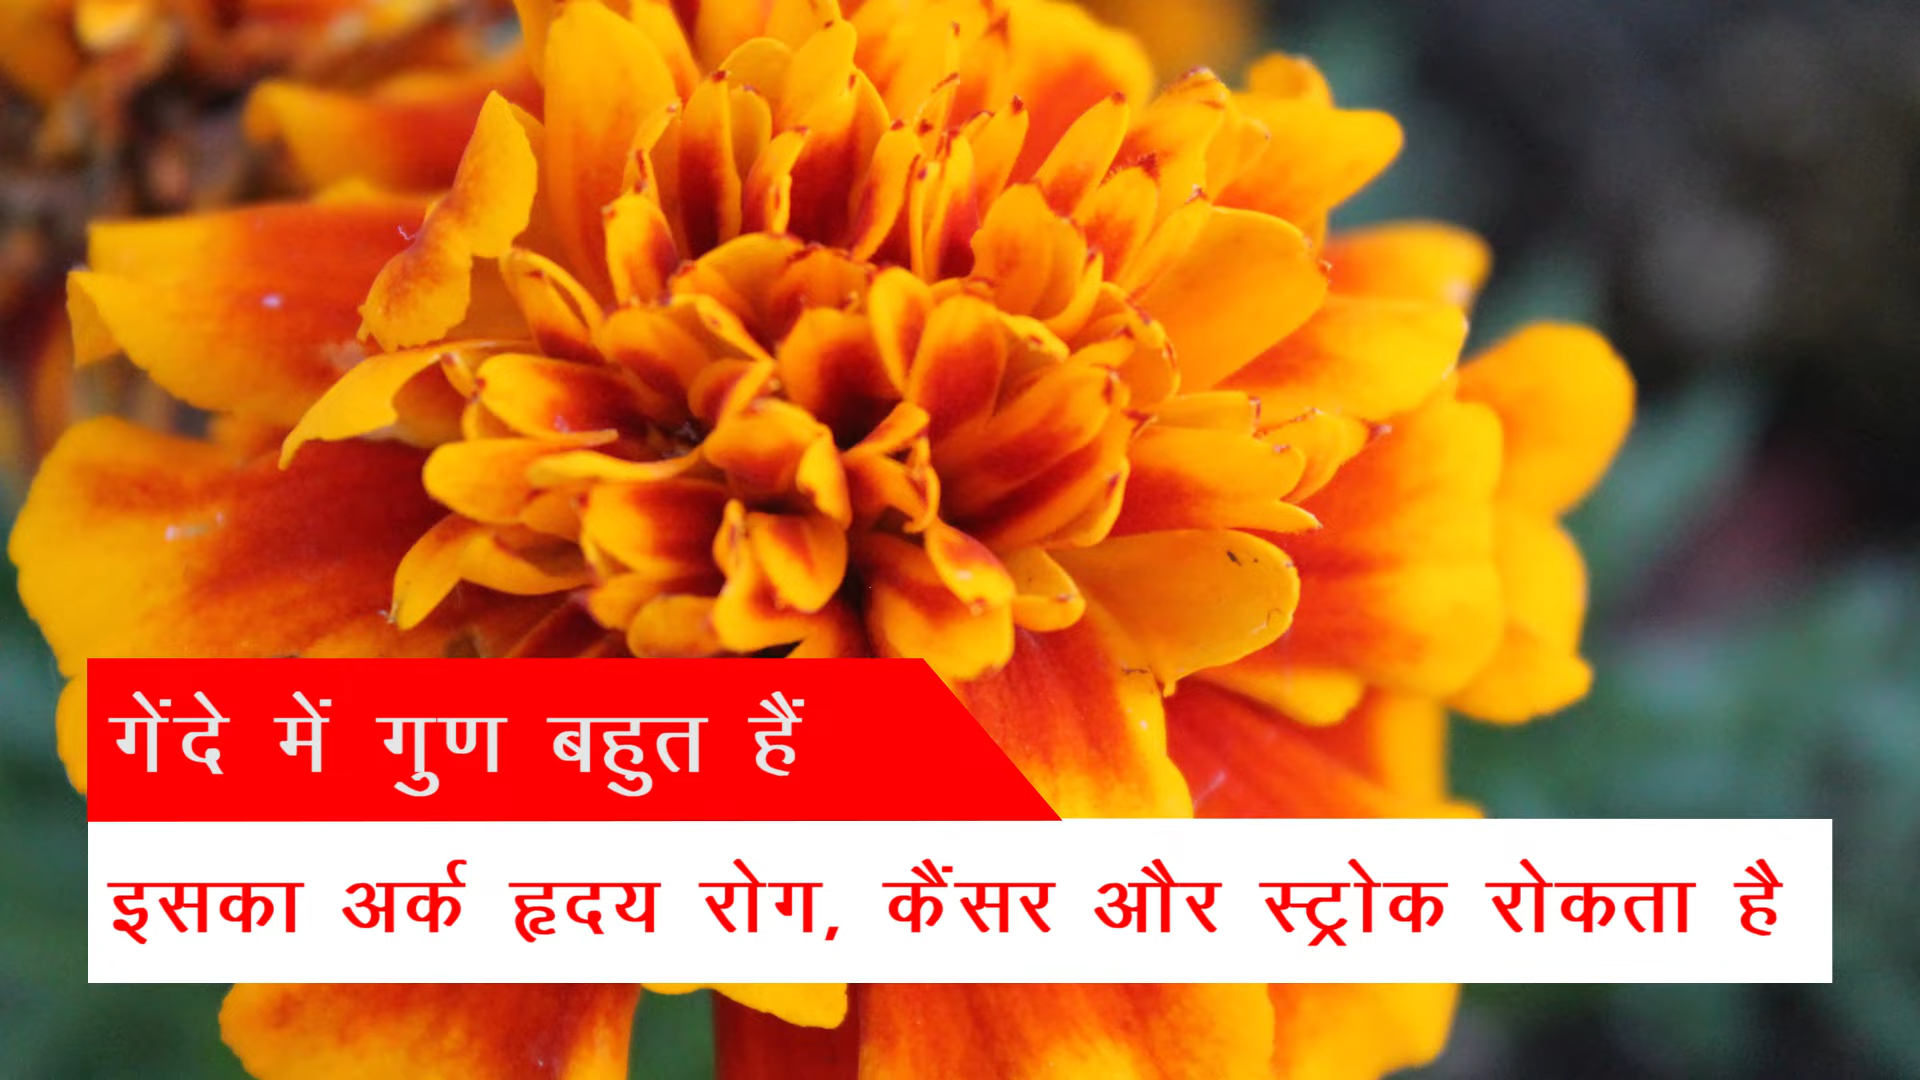 गेंदे में गुण बहुत हैं
इसका अर्क हृदय रोग, कैंसर और स्ट्रोक रोकता है